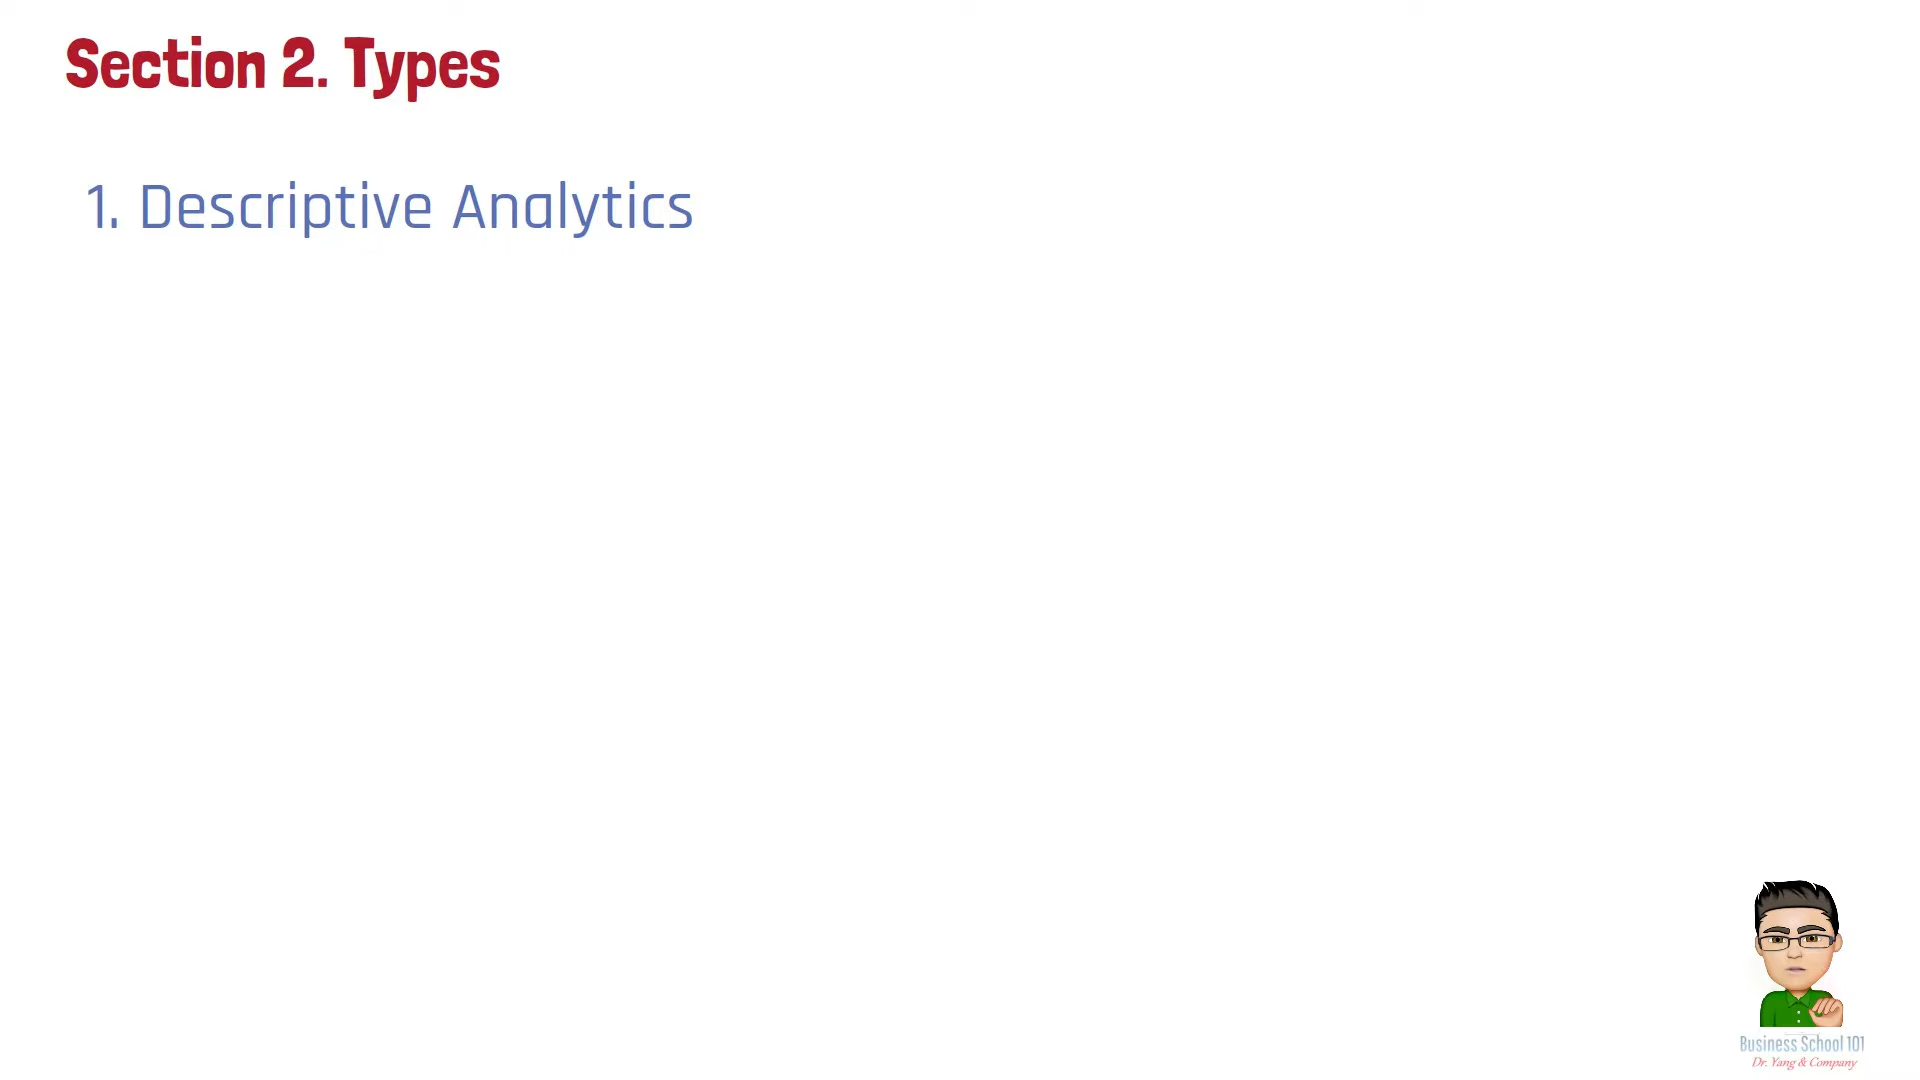 Section 2. Types
1. Descriptive Analytics
Business School 101
Dr. Yang & Company